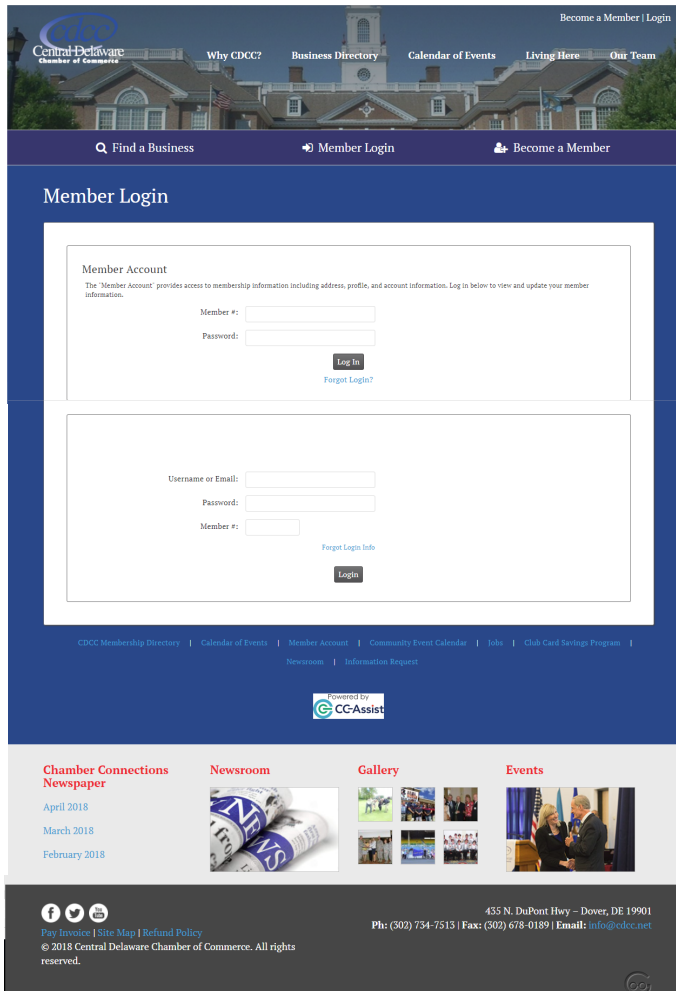 Become a Member | Login
cdcc
Central Delaware
Chamber of Commerce
Why CDCC?
Business Directory
Calendar of Events
Living Here
Our Team
Find a Business
Member Login
Become a Member
Member Login
Member Account
The `Member Account` provides access to membership information including address, profile, and account information. Log in below to view and update your member
information.
Member #:
Password:
Log In
Forgot Login?
Username or Email:
Password:
Member #:
Forgot Login Info
Login
CDCC Membership Directory | Calendar of Events | Member Account | Community Event Calendar | Jobs | Club Card Savings Program |
Newsroom | Information Request
Powered by
CC-Assist
Chamber Connections
Newspaper
April 2018
March 2018
February 2018
Newsroom
NEWS
Gallery
Events
You
Tube
435 N. DuPont Hwy – Dover, DE 19901
Pay Invoice | Site Map | Refund Policy
Ph: (302) 734-7513 | Fax: (302) 678-0189 | Email: info@cdcc.net
© 2018 Central Delaware Chamber of Commerce. All rights
reserved.